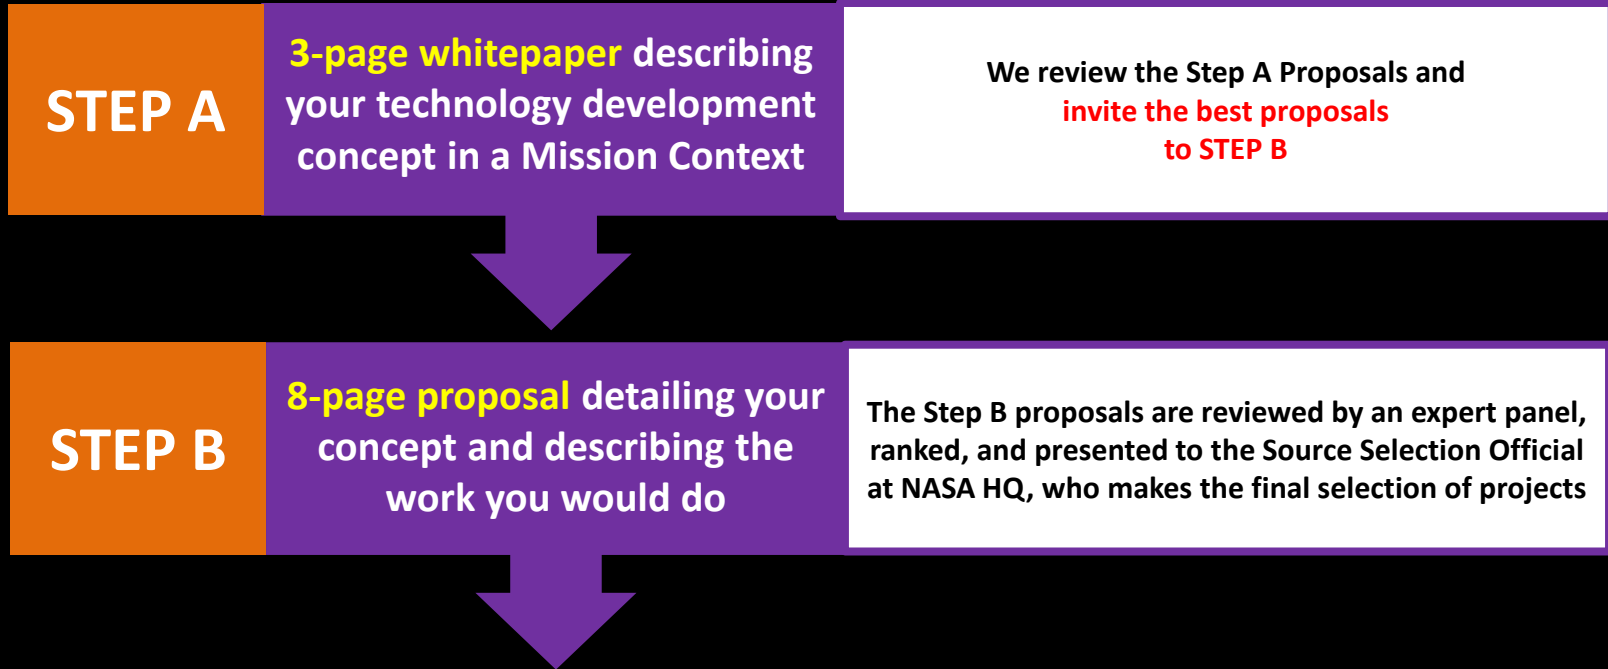 STEP A
3-page whitepaper describing
your technology development
concept in a Mission Context
We review the Step A Proposals and
invite the best proposals
to STEP B
STEP B
8-page proposal detailing your
concept and describing the
work you would do
The Step B proposals are reviewed by an expert panel,
ranked, and presented to the Source Selection Official
at NASA HQ, who makes the final selection of projects